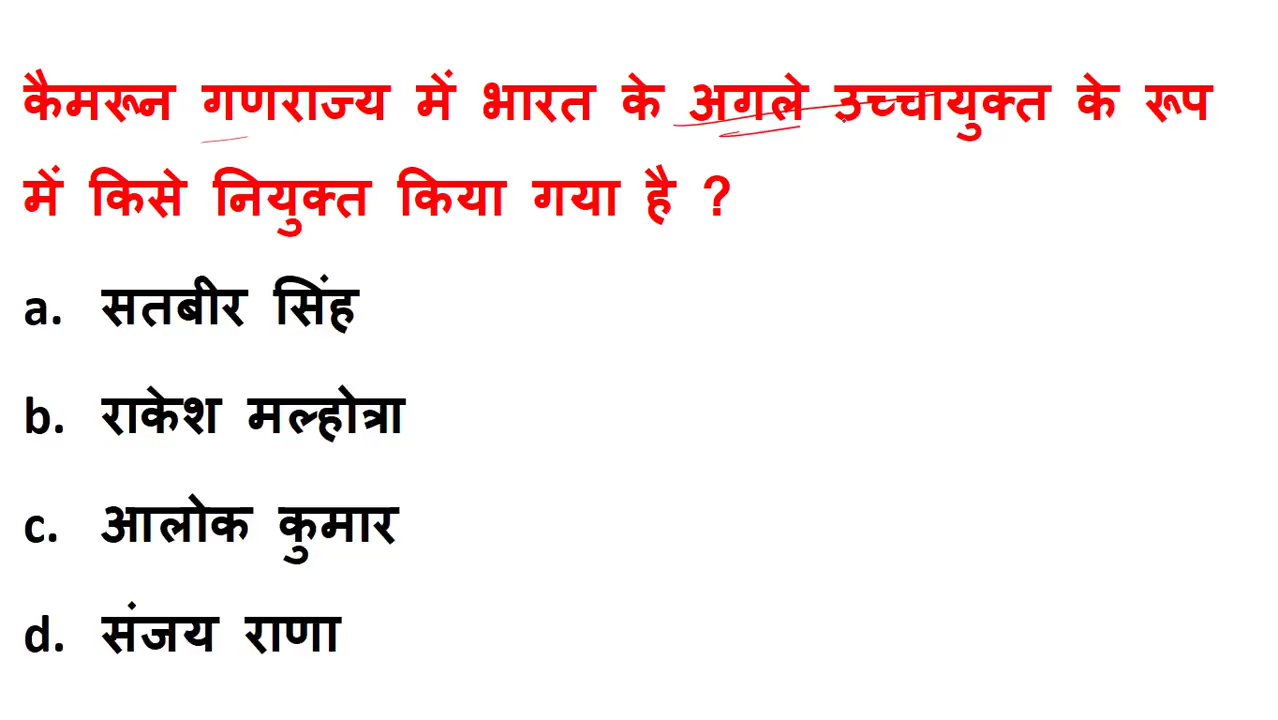 कैमरून गणराज्य में भारत के अगले उच्चायुक्त के रूप
में किसे नियुक्त किया गया है ?
a. सतबीर सिंह
b. राकेश मल्होत्रा
c. आलोक कुमार
d. संजय राणा